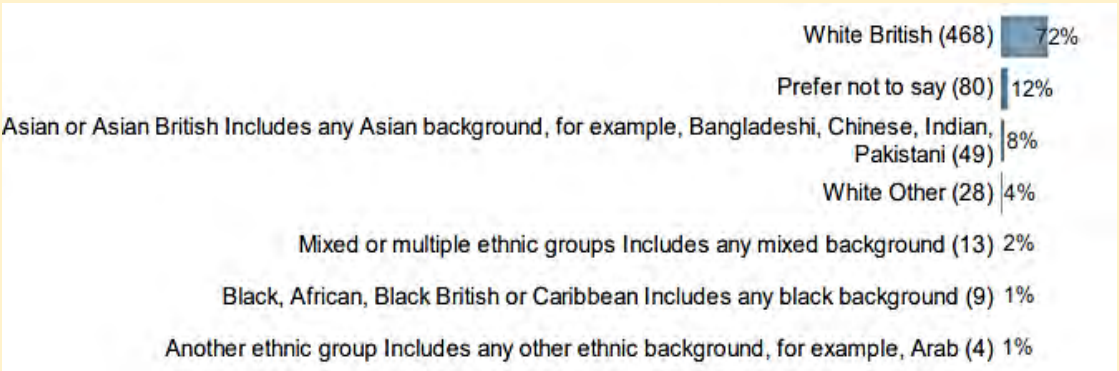 White British (468) 72%
Prefer not to say (80) 12%
Asian or Asian British Includes any Asian background, for example, Bangladeshi, Chinese, Indian,
Pakistani (49) 8%
White Other (28) 4%
Mixed or multiple ethnic groups Includes any mixed background (13) 2%
Black, African, Black British or Caribbean Includes any black background (9) 1%
Another ethnic group Includes any other ethnic background, for example, Arab (4) 1%